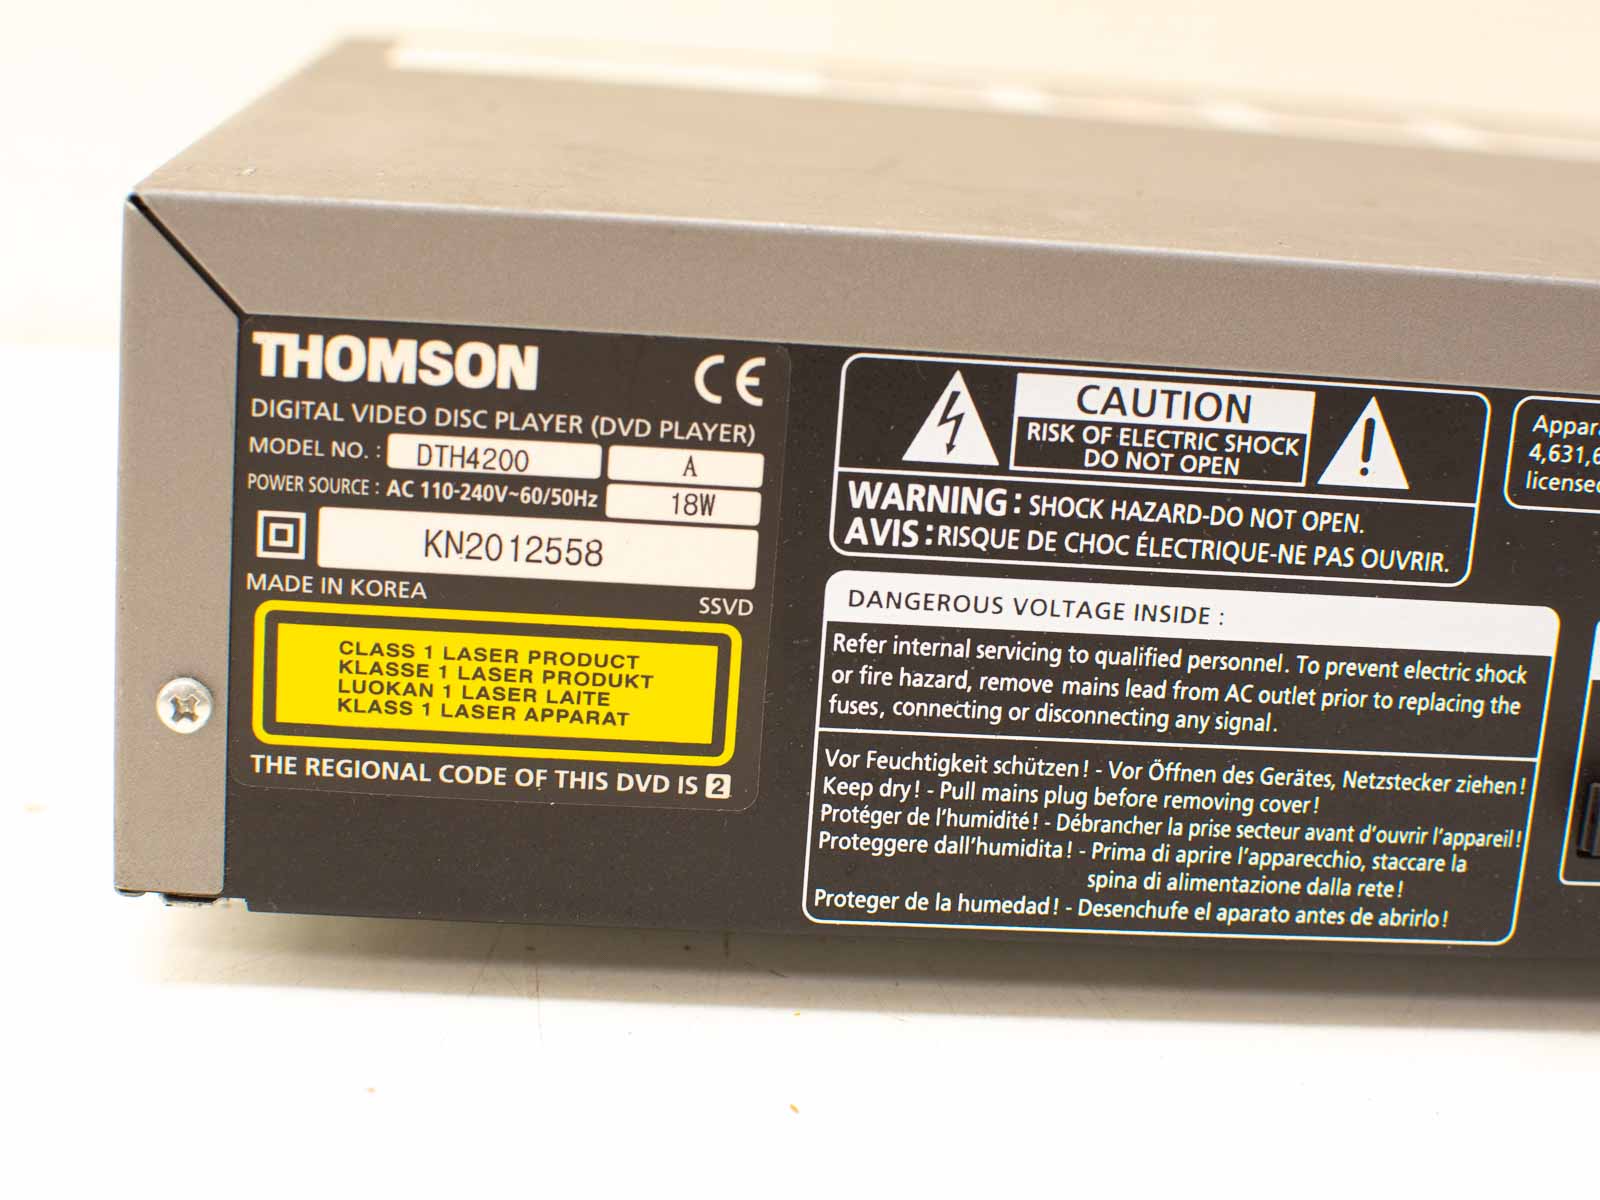 THOMSON
CE
DIGITAL VIDEO DISC PLAYER (DVD PLAYER)
MODEL NO. : DTH4200 A
POWER SOURCE : AC 110-240V~60/50Hz 18W
KN2012558
MADE IN KOREA
SSVD
CLASS 1 LASER PRODUCT
KLASSE 1 LASER PRODUKT
LUOKAN 1 LASER LAITE
KLASS 1 LASER APPARAT
THE REGIONAL CODE OF THIS DVD IS 2
CAUTION
RISK OF ELECTRIC SHOCK
DO NOT OPEN
WARNING : SHOCK HAZARD-DO NOT OPEN.
AVIS : RISQUE DE CHOC ÉLECTRIQUE-NE PAS OUVRIR.
DANGEROUS VOLTAGE INSIDE :
Refer internal servicing to qualified personnel. To prevent electric shock
or fire hazard, remove mains lead from AC outlet prior to replacing the
fuses, connecting or disconnecting any signal.
Vor Feuchtigkeit schützen! - Vor Öffnen des Gerätes, Netzstecker ziehen!
Keep dry! - Pull mains plug before removing cover!
Protéger de l'humidité! - Débrancher la prise secteur avant d'ouvrir l'appareil!
Proteggere dall'humidita! - Prima di aprire l'apparecchio, staccare la
spina di alimentazione dalla rete!
Proteger de la humedad! - Desenchufe el aparato antes de abrirlo!
Appar
4,631,6
licensed